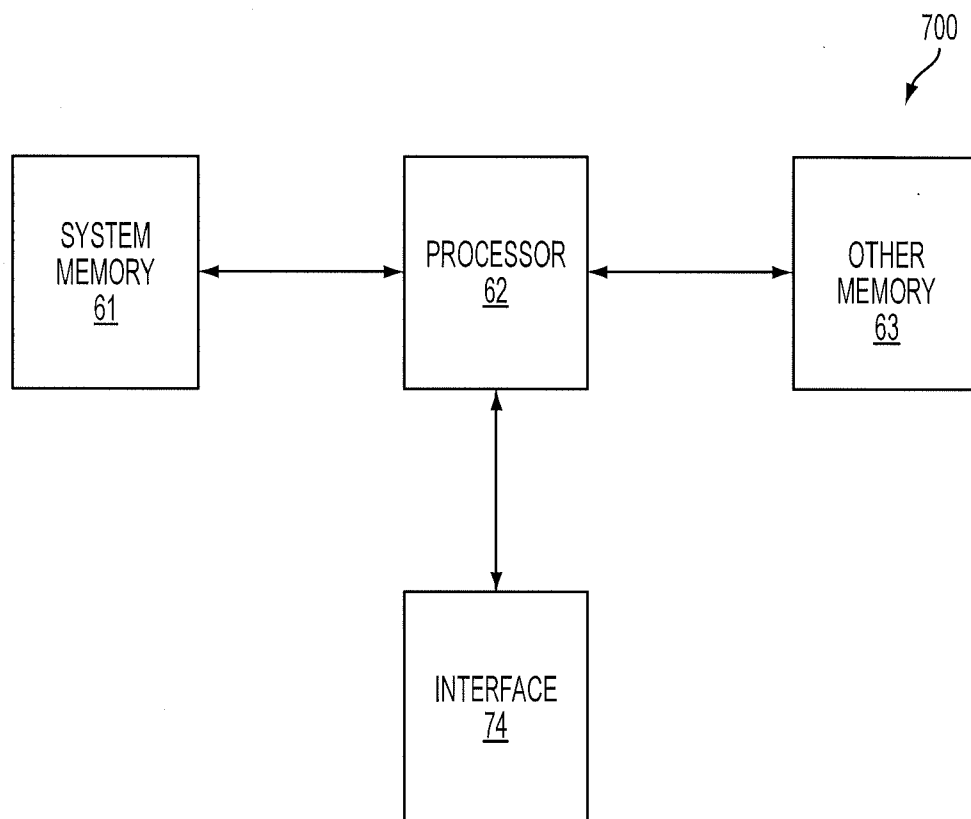 700
SYSTEM
MEMORY
61
PROCESSOR
62
OTHER
MEMORY
63
INTERFACE
74